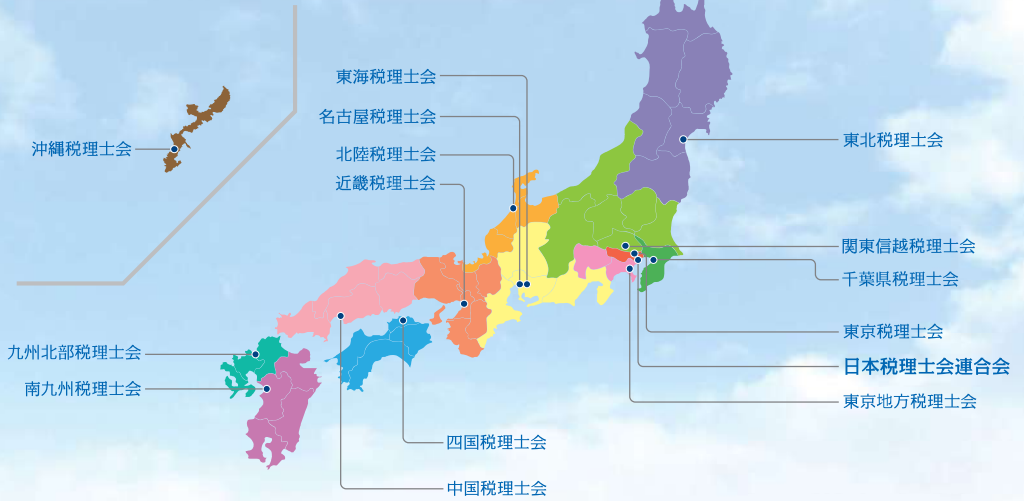 沖縄税理士会
東海税理士会
名古屋税理士会
北陸税理士会
近畿税理士会
東北税理士会
関東信越税理士会
千葉県税理士会
東京税理士会
日本税理士会連合会
東京地方税理士会
九州北部税理士会
南九州税理士会
四国税理士会
中国税理士会